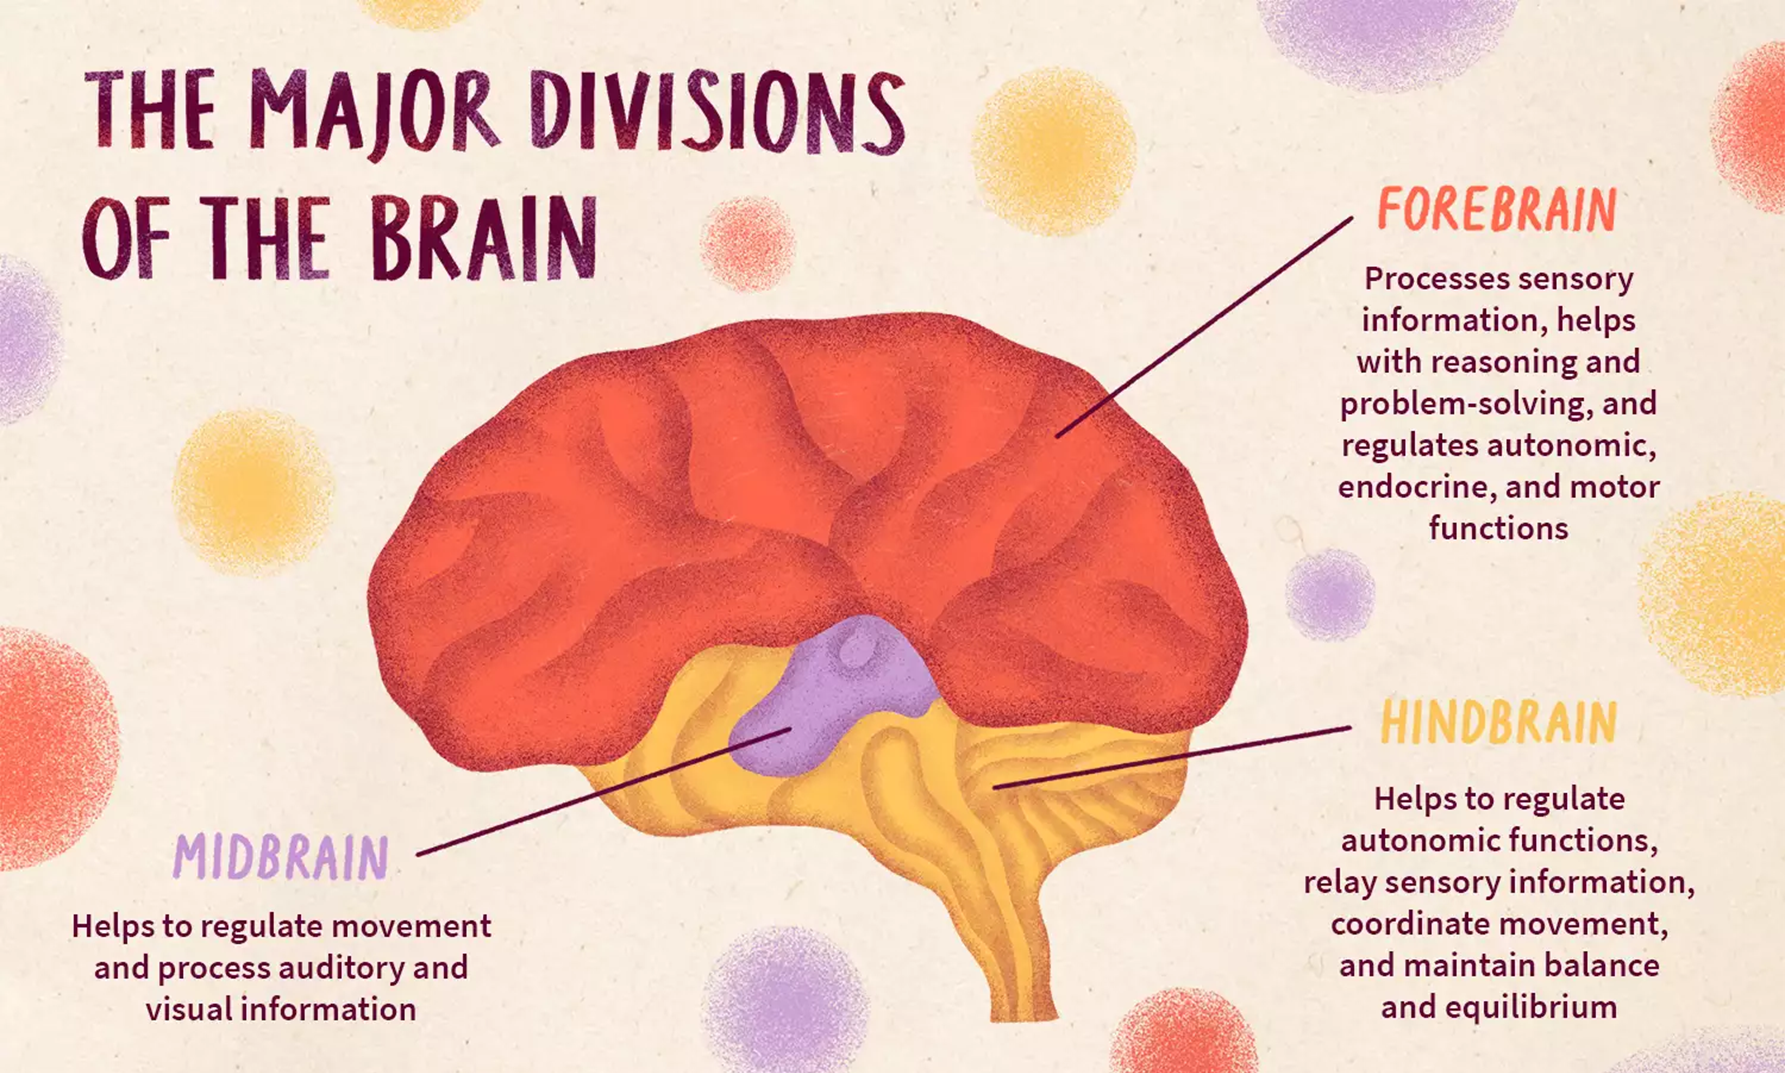 THE MAJOR DIVISIONS
OF THE BRAIN
FOREBRAIN
Processes sensory
information, helps
with reasoning and
problem-solving, and
regulates autonomic,
endocrine, and motor
functions
HINDBRAIN
Helps to regulate
autonomic functions,
relay sensory information,
coordinate movement,
and maintain balance
and equilibrium
MIDBRAIN
Helps to regulate movement
and process auditory and
visual information